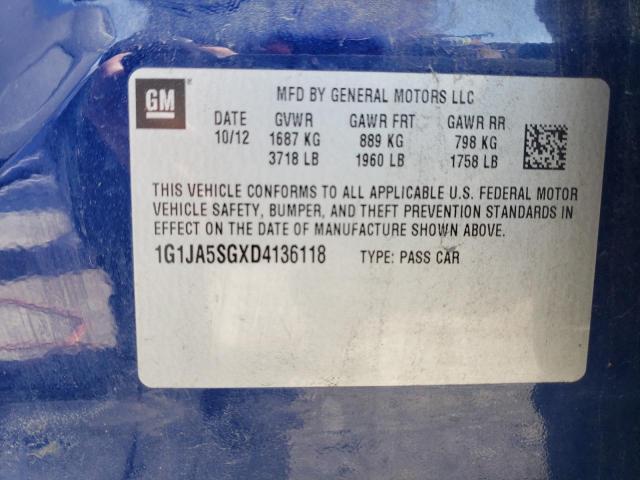 GM
MFD BY GENERAL MOTORS LLC
DATE GVWR GAWR FRT GAWR RR
10/12 1687 KG 889 KG 798 KG
3718 LB 1960 LB 1758 LB
THIS VEHICLE CONFORMS TO ALL APPLICABLE U.S. FEDERAL MOTOR
VEHICLE SAFETY, BUMPER, AND THEFT PREVENTION STANDARDS IN
EFFECT ON THE DATE OF MANUFACTURE SHOWN ABOVE.
1G1JA5SGXD4136118 TYPE: PASS CAR